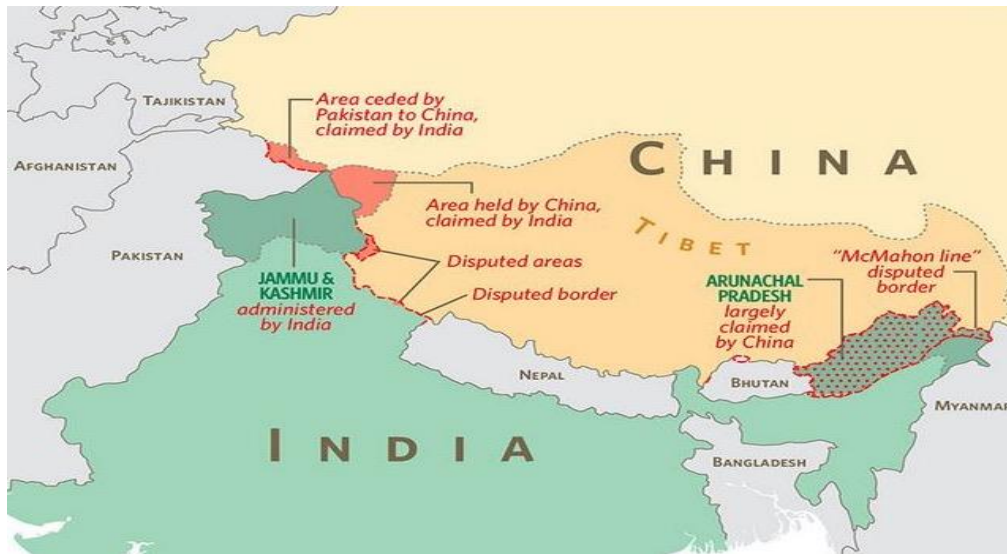 TAJIKISTAN
AFGHANISTAN
PAKISTAN
Area ceded by
Pakistan to China,
claimed by India
CHINA
Area held by China,
claimed by India
TIBET
"McMahon line"
disputed
border
Disputed areas
JAMMU &
KASHMIR
administered
by India
ARUNACHAL
PRADESH
largely
claimed
by China
Disputed border
NEPAL
BHUTAN
MYANMAR
INDIA
BANGLADESH